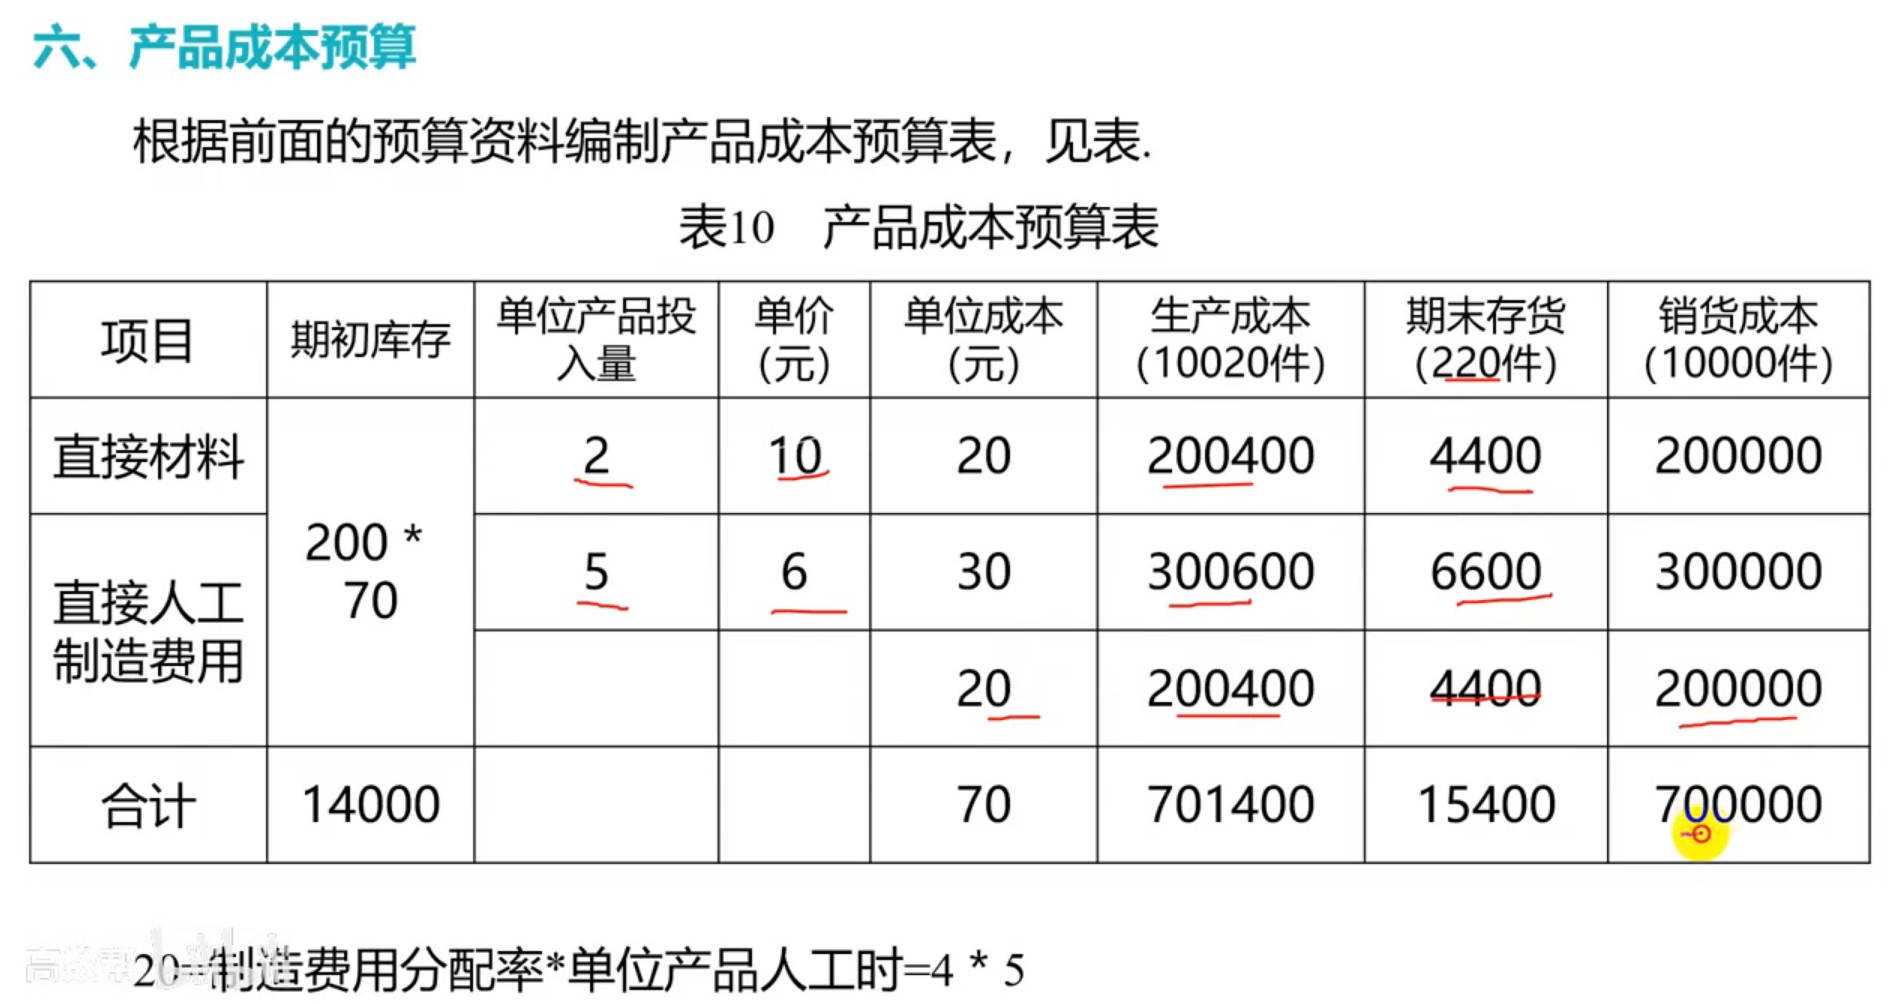 六、产品成本预算
根据前面的预算资料编制产品成本预算表，见表.
表10 产品成本预算表
项目 期初库存 单位产品投入量 单价(元) 单位成本(元) 生产成本(10020件) 期末存货(220件) 销货成本(10000件)
直接材料 200 * 70 2 10 20 200400 4400 200000
直接人工 5 6 30 300600 6600 300000
制造费用 20 200400 4400 200000
合计 14000 70 701400 15400 700000
20=制造费用分配率*单位产品人工时=4 * 5